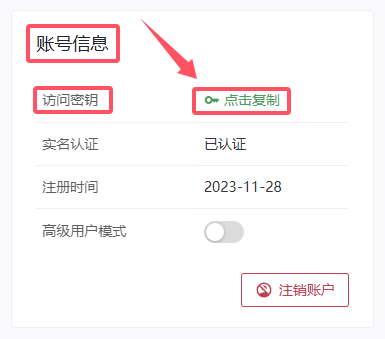 账号信息
访问密钥 点击复制
实名认证 已认证
注册时间 2023-11-28
高级用户模式
注销账户